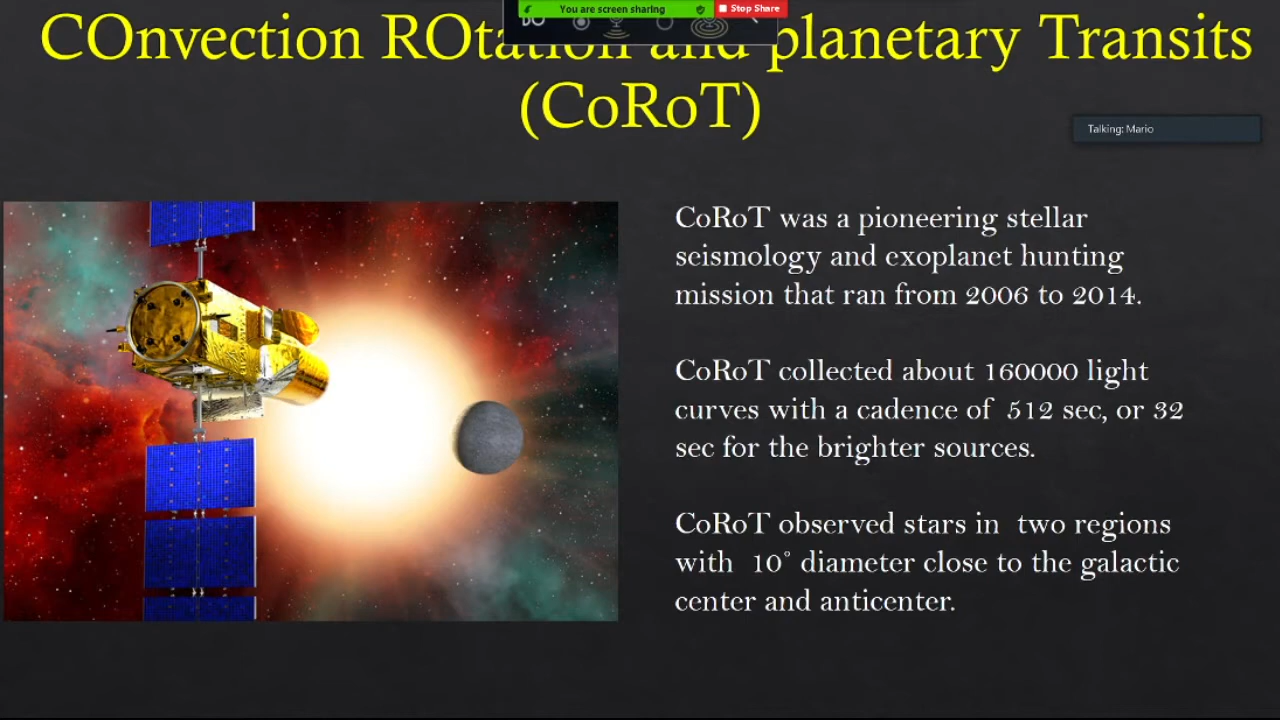 You are screen sharing Stop Share
COnvection ROtation and planetary Transits
(CoRoT)
Talking: Mario
CoRoT was a pioneering stellar
seismology and exoplanet hunting
mission that ran from 2006 to 2014.
CoRoT collected about 160000 light
curves with a cadence of 512 sec, or 32
sec for the brighter sources.
CoRoT observed stars in two regions
with 10° diameter close to the galactic
center and anticenter.